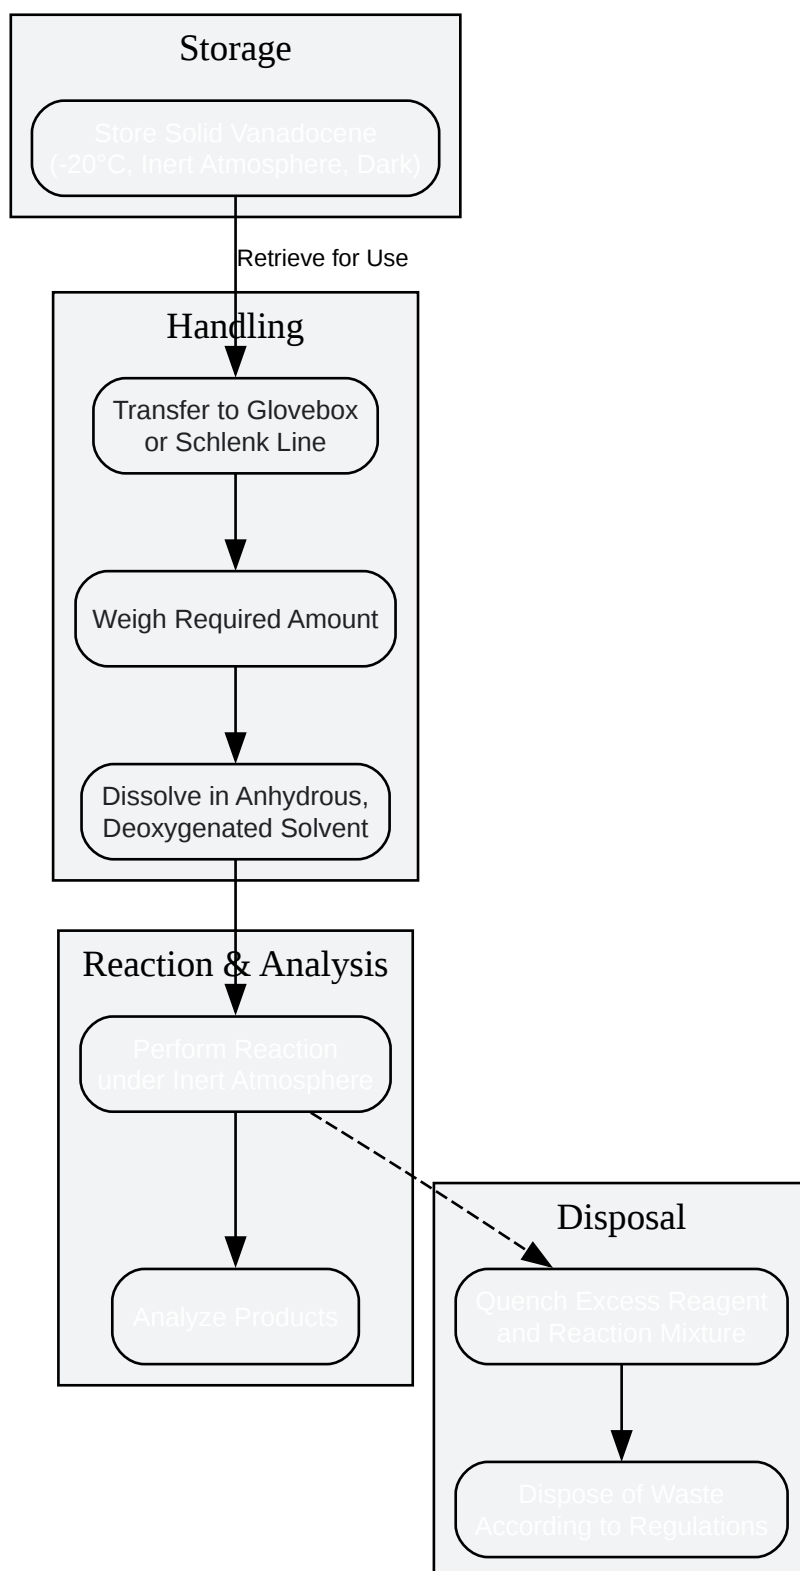 Storage
Store Solid Vanadocene
(-20°C, Inert Atmosphere, Dark)
Retrieve for Use
Handling
Transfer to Glovebox
or Schlenk Line
Weigh Required Amount
Dissolve in Anhydrous,
Deoxygenated Solvent
Reaction & Analysis
Perform Reaction
under Inert Atmosphere
Analyze Products
Disposal
Quench Excess Reagent
and Reaction Mixture
Dispose of Waste
According to Regulations